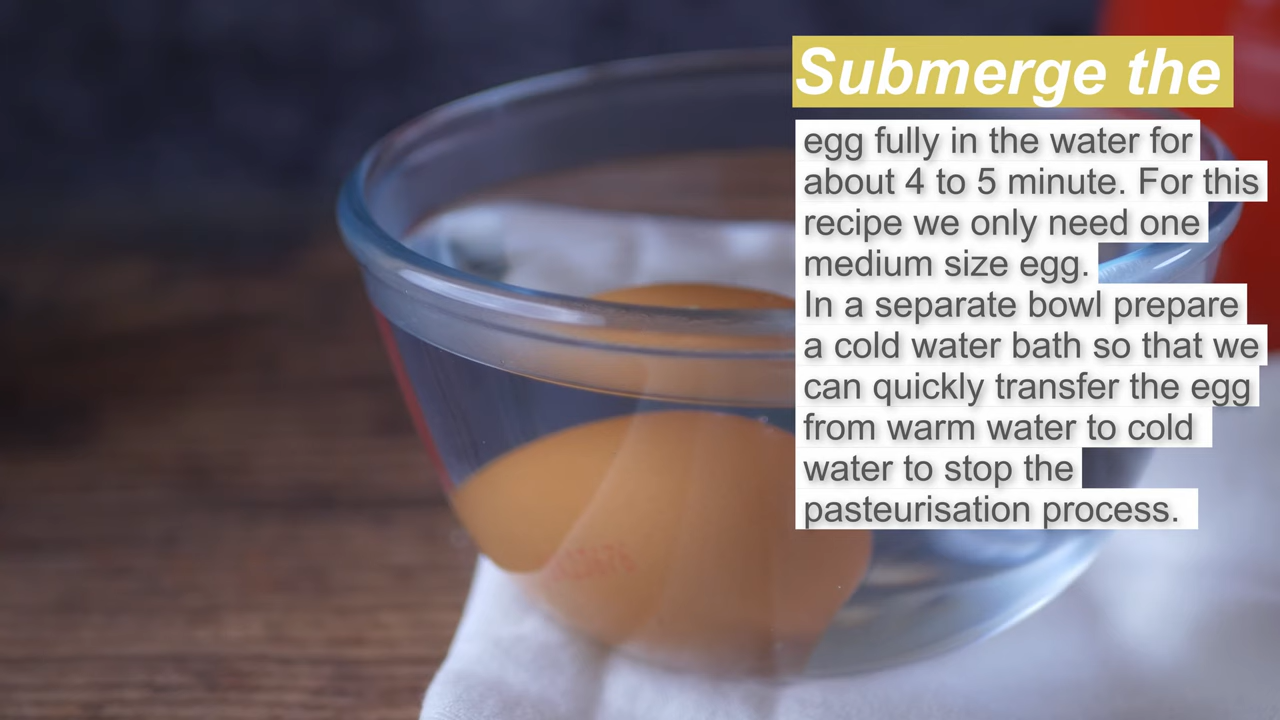 Submerge the
egg fully in the water for
about 4 to 5 minute. For this
recipe we only need one
medium size egg.
In a separate bowl prepare
a cold water bath so that we
can quickly transfer the egg
from warm water to cold
water to stop the
pasteurisation process.